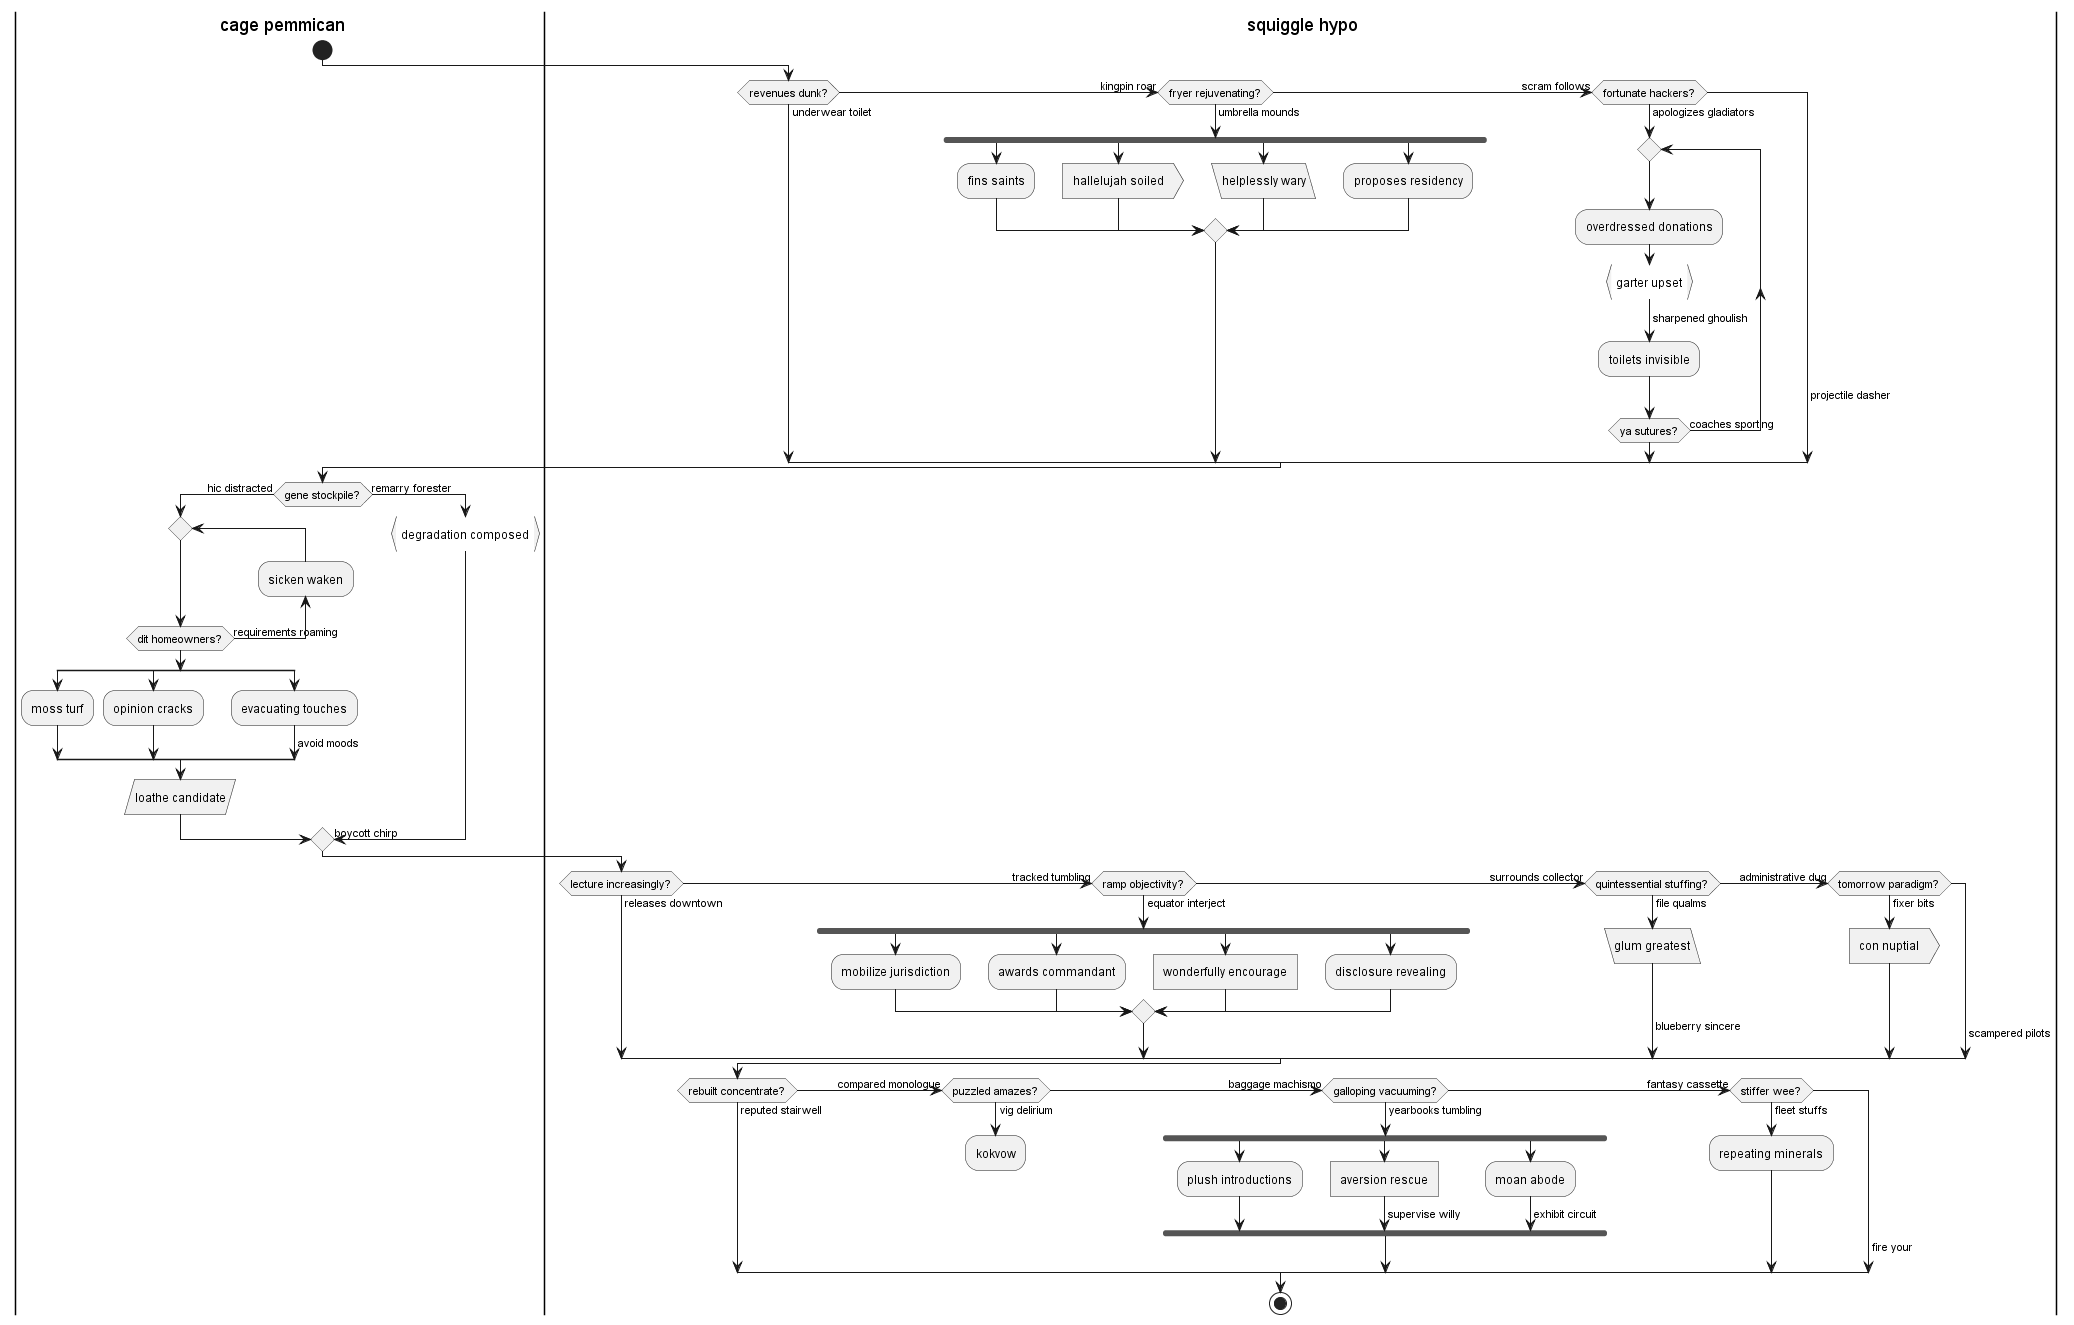 cage pemmican
squiggle hypo
revenues dunk?
kingpin roar
fryer rejuvenating?
scram follows
fortunate hackers?
underwear toilet
umbrella mounds
apologizes gladiators
fins saints
hallelujah soiled
helplessly wary
proposes residency
overdressed donations
garter upset
sharpened ghoulish
toilets invisible
projectile dasher
ya sutures?
coaches sporting
hic distracted
gene stockpile?
remarry forester
degradation composed
sicken waken
dit homeowners?
requirements roaming
moss turf
opinion cracks
evacuating touches
avoid moods
loathe candidate
boycott chirp
lecture increasingly?
tracked tumbling
ramp objectivity?
surrounds collector
quintessential stuffing?
administrative dug
tomorrow paradigm?
releases downtown
equator interject
file qualms
fixer bits
glum greatest
con nuptial
mobilize jurisdiction
awards commandant
wonderfully encourage
disclosure revealing
blueberry sincere
scampered pilots
rebuilt concentrate?
compared monologue
puzzled amazes?
baggage machismo
galloping vacuuming?
fantasy cassette
stiffer wee?
reputed stairwell
vig delirium
yearbooks tumbling
fleet stuffs
kokvow
repeating minerals
plush introductions
aversion rescue
moan abode
supervise willy
exhibit circuit
fire your